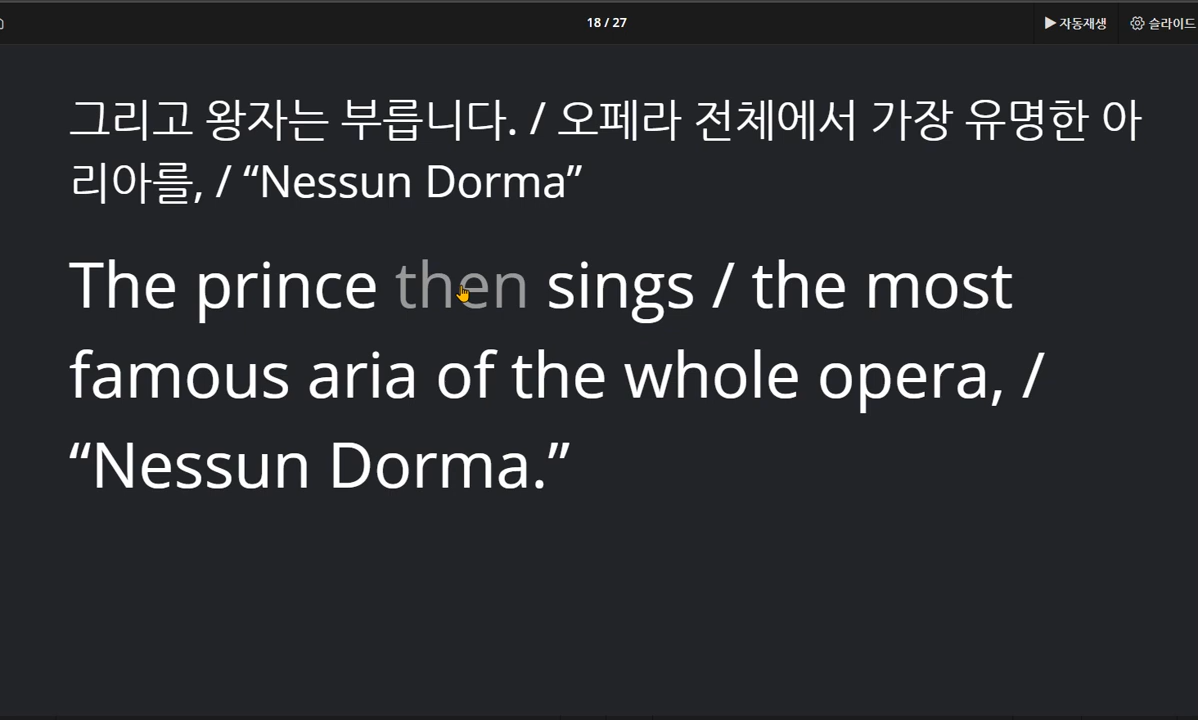 18 / 27
▶ 자동재생
슬라이드
그리고 왕자는 부릅니다. / 오페라 전체에서 가장 유명한 아
리아를, / “Nessun Dorma”
The prince then sings / the most
famous aria of the whole opera, /
“Nessun Dorma.”